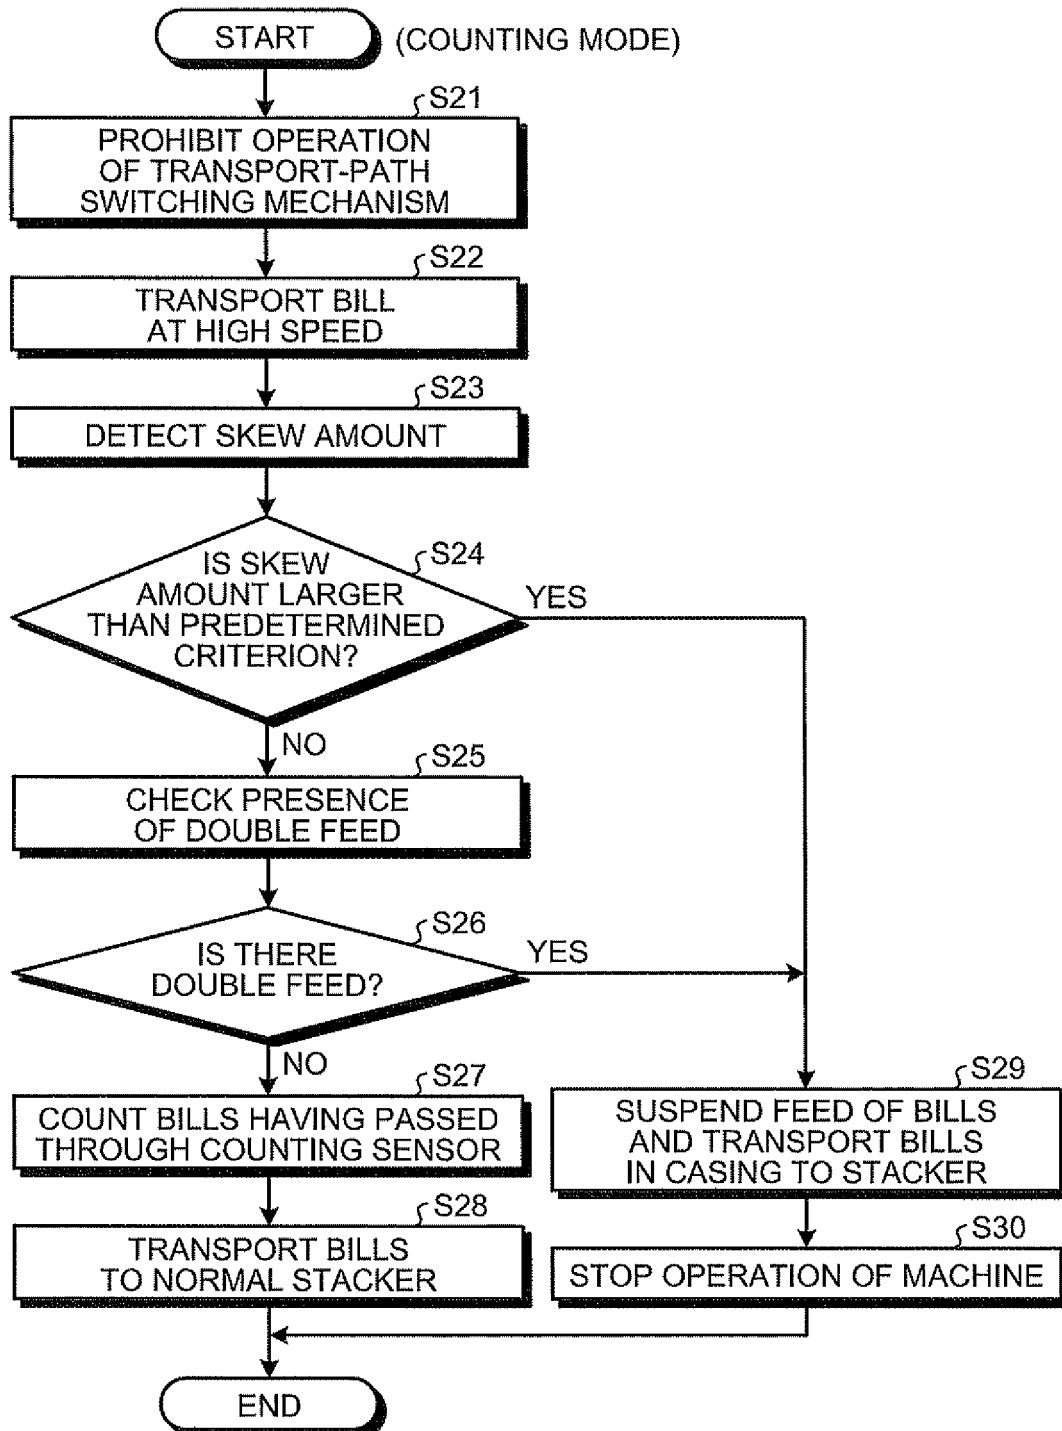 START
(COUNTING MODE)
S21
PROHIBIT OPERATION
OF TRANSPORT-PATH
SWITCHING MECHANISM
S22
TRANSPORT BILL
AT HIGH SPEED
S23
DETECT SKEW AMOUNT
S24
IS SKEW
AMOUNT LARGER
THAN PREDETERMINED
CRITERION?
YES
NO
S25
CHECK PRESENCE
OF DOUBLE FEED
S26
IS THERE
DOUBLE FEED?
YES
NO
S27
COUNT BILLS HAVING PASSED
THROUGH COUNTING SENSOR
S28
TRANSPORT BILLS
TO NORMAL STACKER
S29
SUSPEND FEED OF BILLS
AND TRANSPORT BILLS
IN CASING TO STACKER
S30
STOP OPERATION OF MACHINE
END